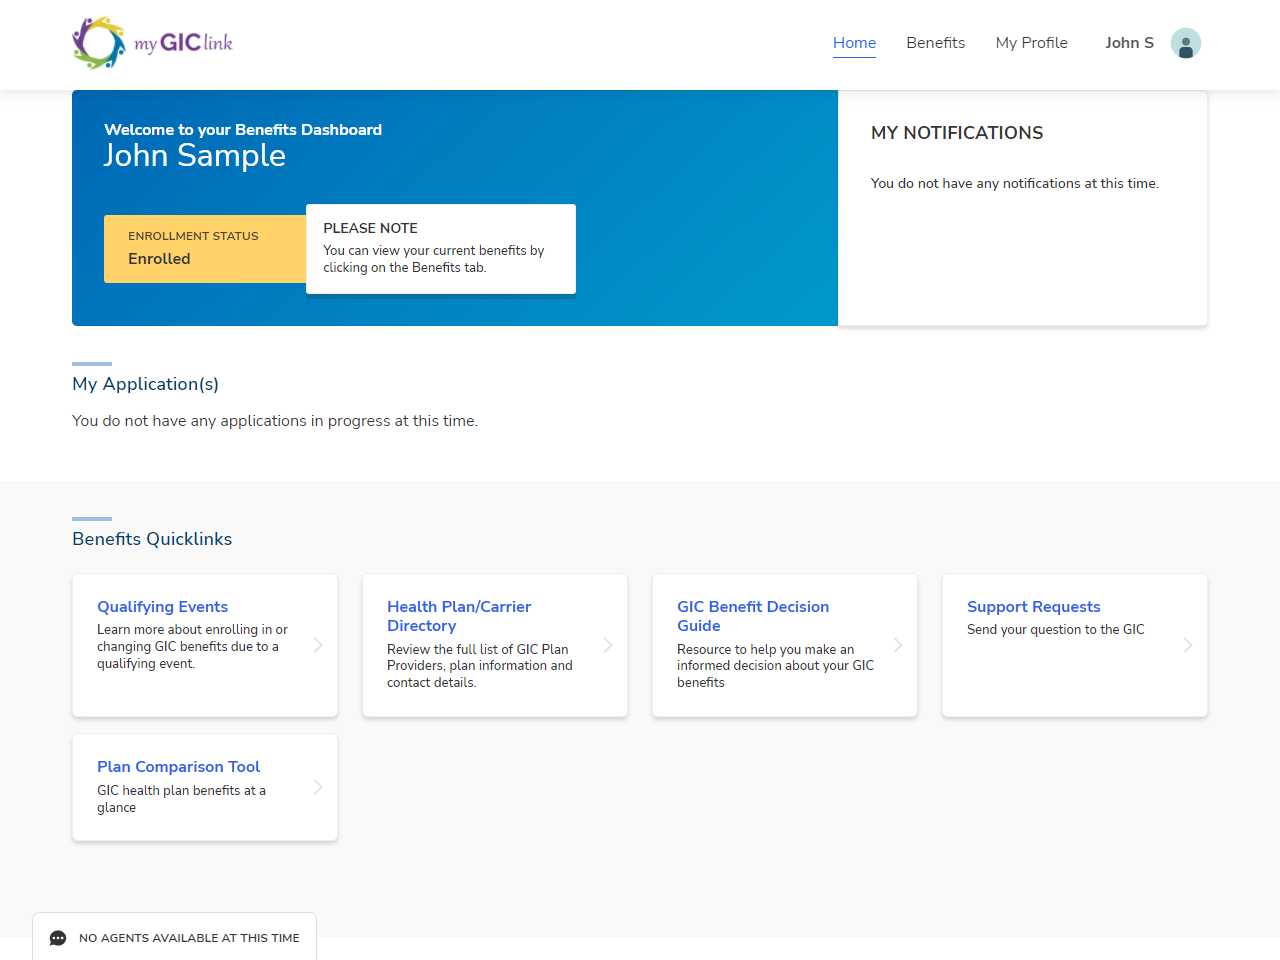 my GIC link
Home
Benefits
My Profile
John S
Welcome to your Benefits Dashboard
John Sample
ENROLLMENT STATUS
Enrolled
PLEASE NOTE
You can view your current benefits by
clicking on the Benefits tab.
MY NOTIFICATIONS
You do not have any notifications at this time.
My Application(s)
You do not have any applications in progress at this time.
Benefits Quicklinks
Qualifying Events
Learn more about enrolling in or
changing GIC benefits due to a
qualifying event.
Health Plan/Carrier
Directory
Review the full list of GIC Plan
Providers, plan information and
contact details.
GIC Benefit Decision
Guide
Resource to help you make an
informed decision about your GIC
benefits
Support Requests
Send your question to the GIC
Plan Comparison Tool
GIC health plan benefits at a
glance
NO AGENTS AVAILABLE AT THIS TIME